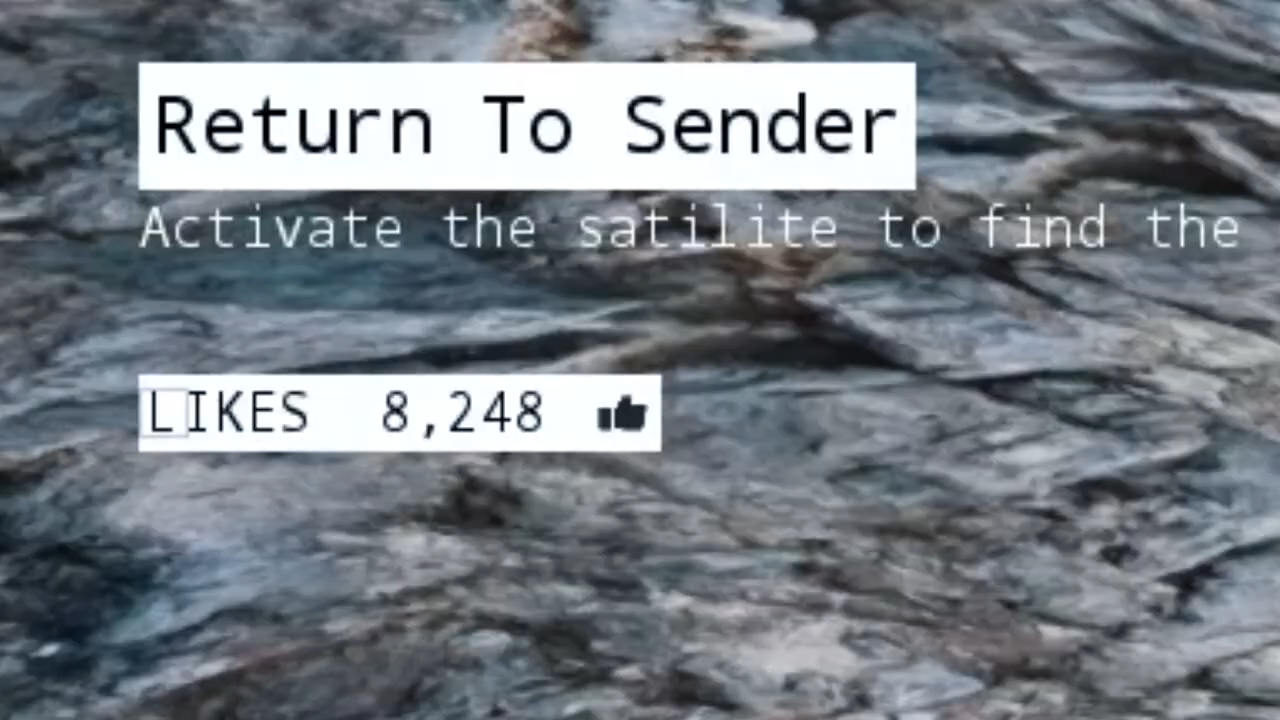 Return To Sender
Activate the satilite to find the
LIKES 8,248